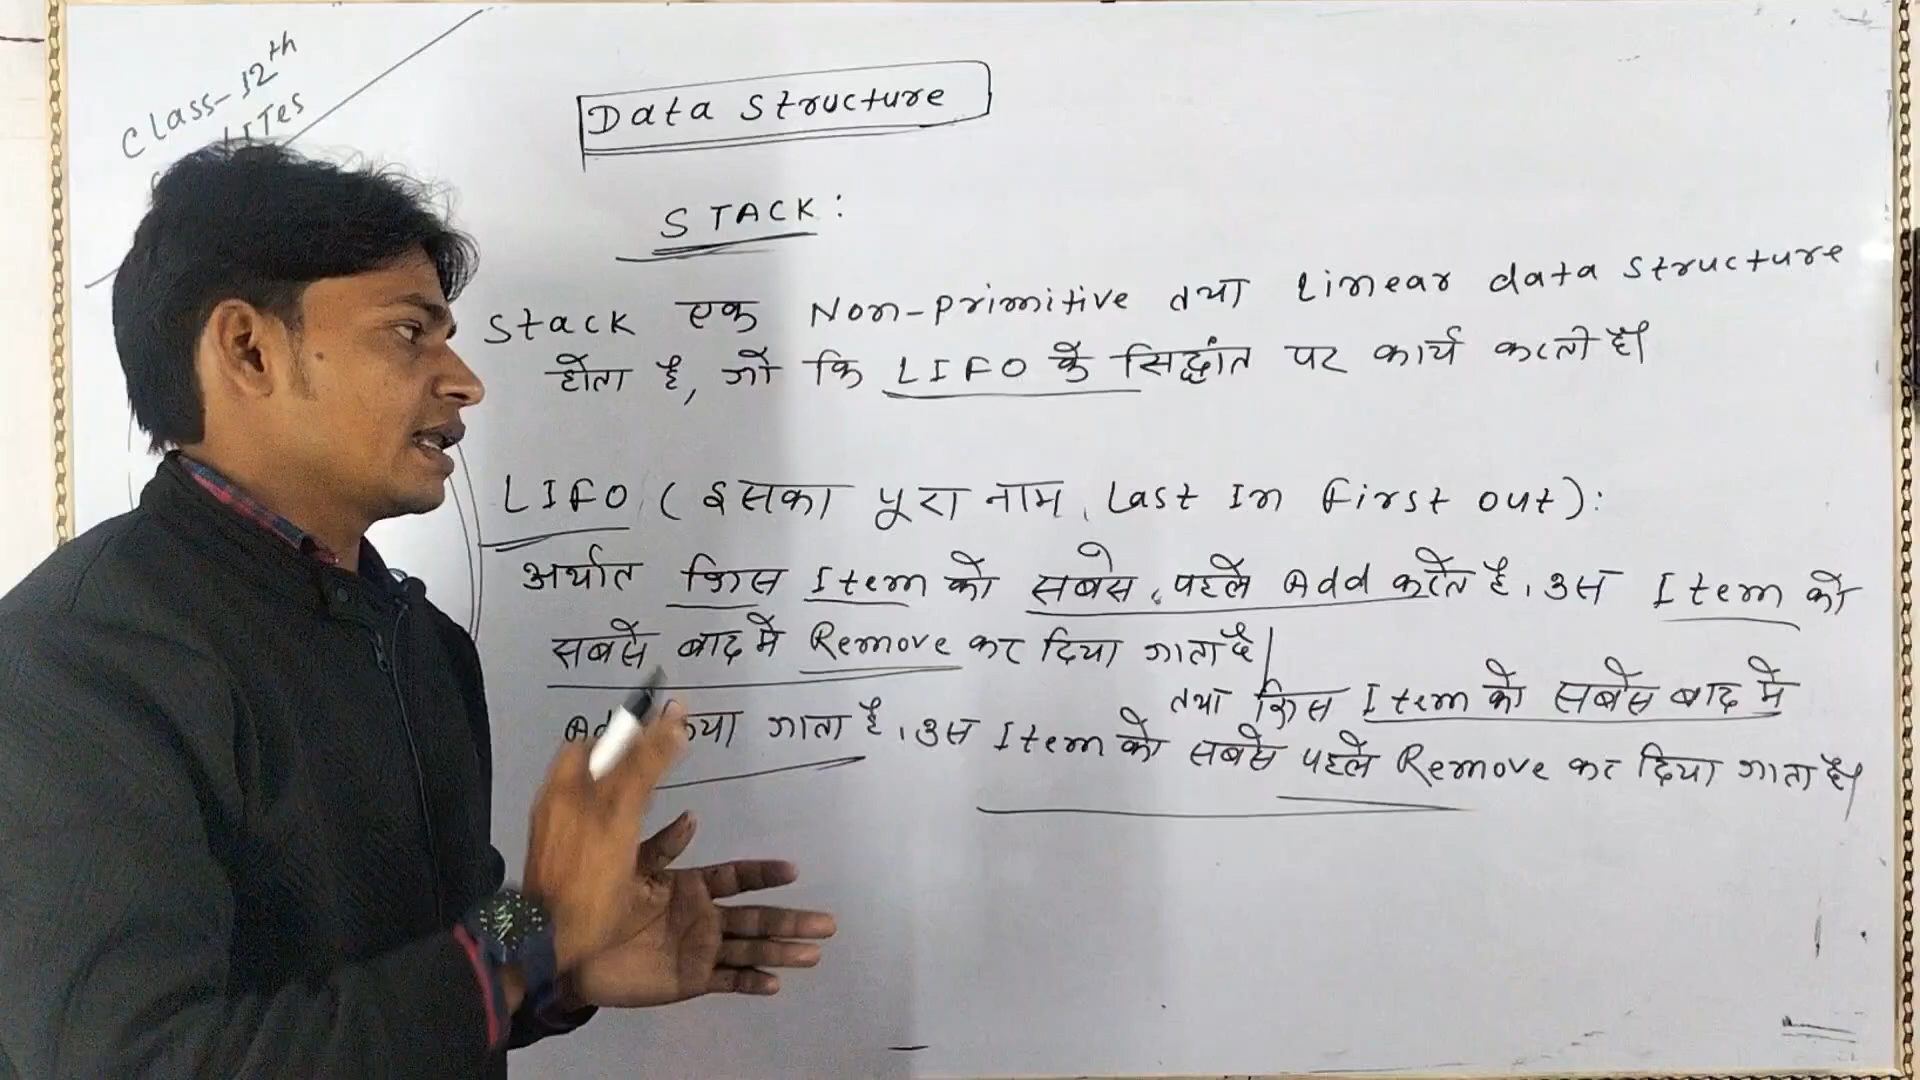 Class-12th
ITes
Data Structure
STACK:
Stack एक Non-Primitive तथा Linear data structure
होता है, जो कि LIFO के सिद्धांत पर कार्य करती है।
LIFO (इसका पूरा नाम, Last In First Out):
अर्थात जिस Item को सबसे पहले Add करते है, उस Item को
सबसे बाद में Remove कर दिया जाता है।
तथा जिस Item को सबसे बाद में
Add किया जाता है, उस Item को सबसे पहले Remove कर दिया जाता है।